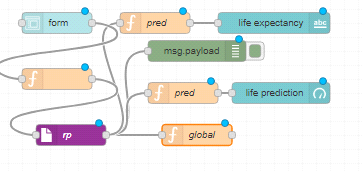 form
pred
life expectancy
abc
msg.payload
f
pred
life prediction
rp
global